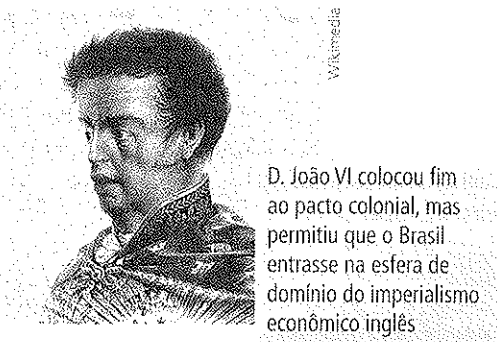 Wikimedia
D. João VI colocou fim
ao pacto colonial, mas
permitiu que o Brasil
entrasse na esfera de
domínio do imperialismo
econômico inglês